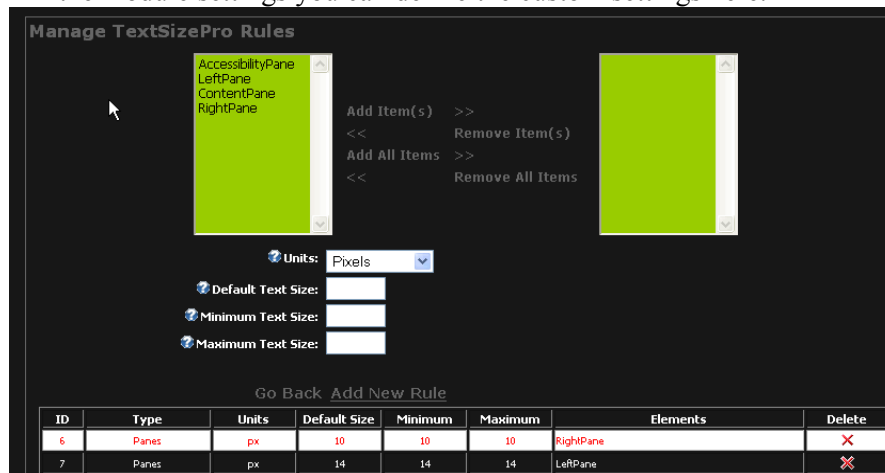 Manage TextSizePro Rules
AccessibilityPane
LeftPane
ContentPane
RightPane
Add Item(s) >>
<< Remove Item(s)
Add All Items >>
<< Remove All Items
Units: Pixels
Default Text Size:
Minimum Text Size:
Maximum Text Size:
Go Back Add New Rule
ID Type Units Default Size Minimum Maximum Elements Delete
6 Panes px 10 10 10 RightPane
7 Panes px 14 14 14 LeftPane